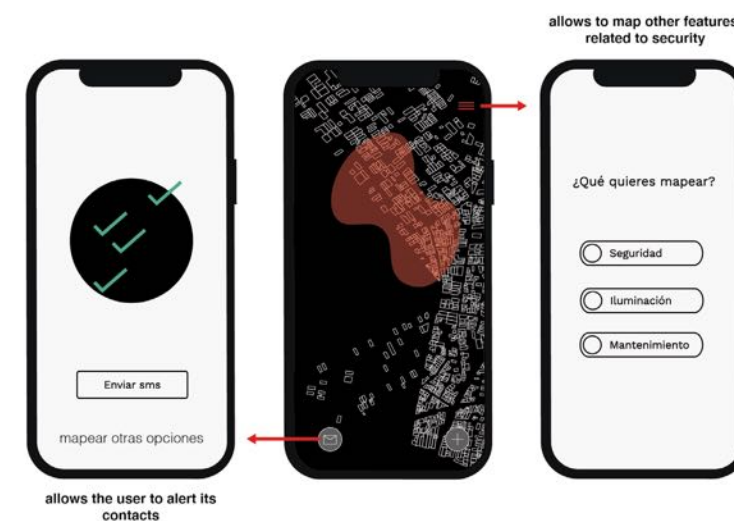 allows to map other features
related to security
¿Qué quieres mapear?
Seguridad
Iluminación
Mantenimiento
Enviar sms
mapear otras opciones
allows the user to alert its
contacts